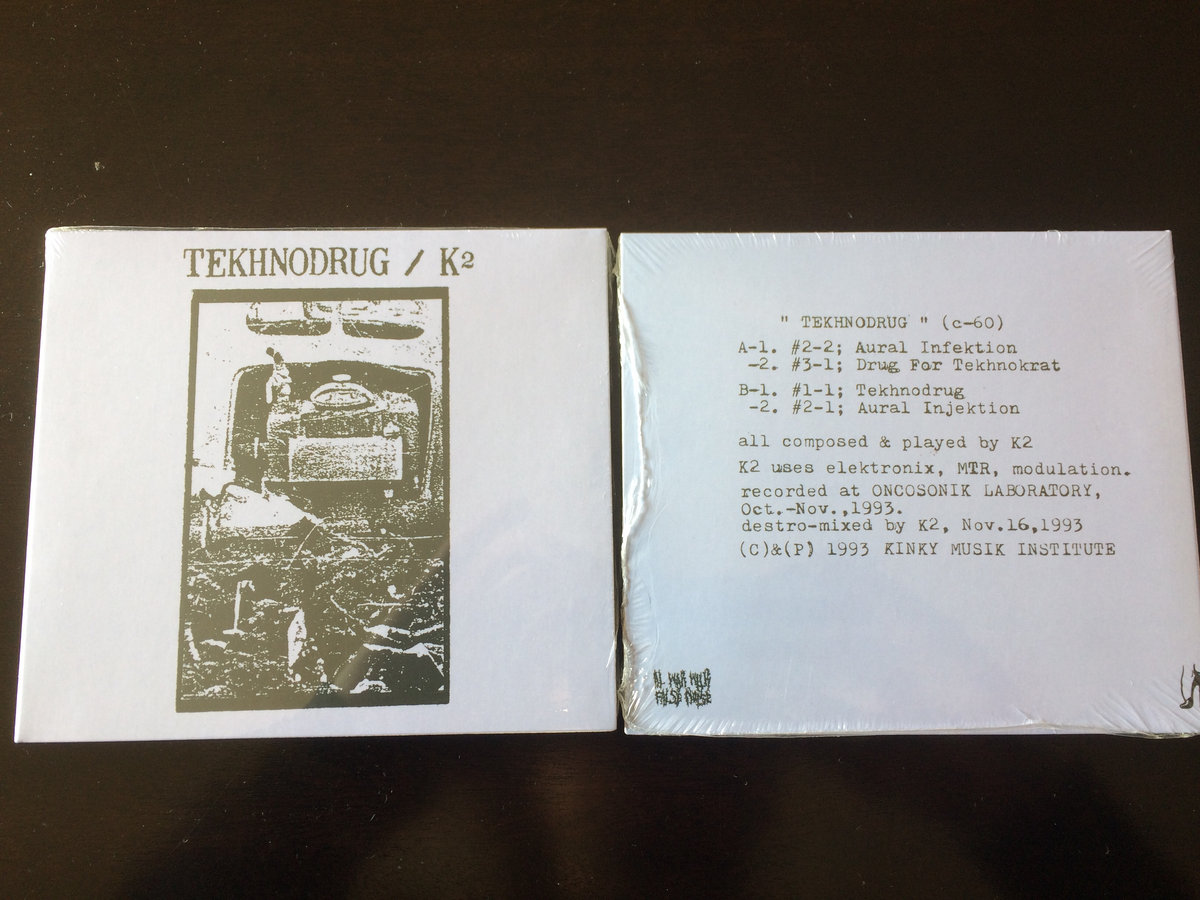 TEKHNODRUG / K2
" TEKHNODRUG " (c-60)
A-1. #2-2; Aural Infektion
-2. #3-1; Drug For Tekhnokrat
B-1. #1-1; Tekhnodrug
-2. #2-1; Aural Injektion
all composed & played by K2
K2 uses elektronix, MTR, modulation.
recorded at ONCOSONIK LABORATORY,
Oct.-Nov.,1993.
destro-mixed by K2, Nov.16,1993
(C)&(P) 1993 KINKY MUSIK INSTITUTE